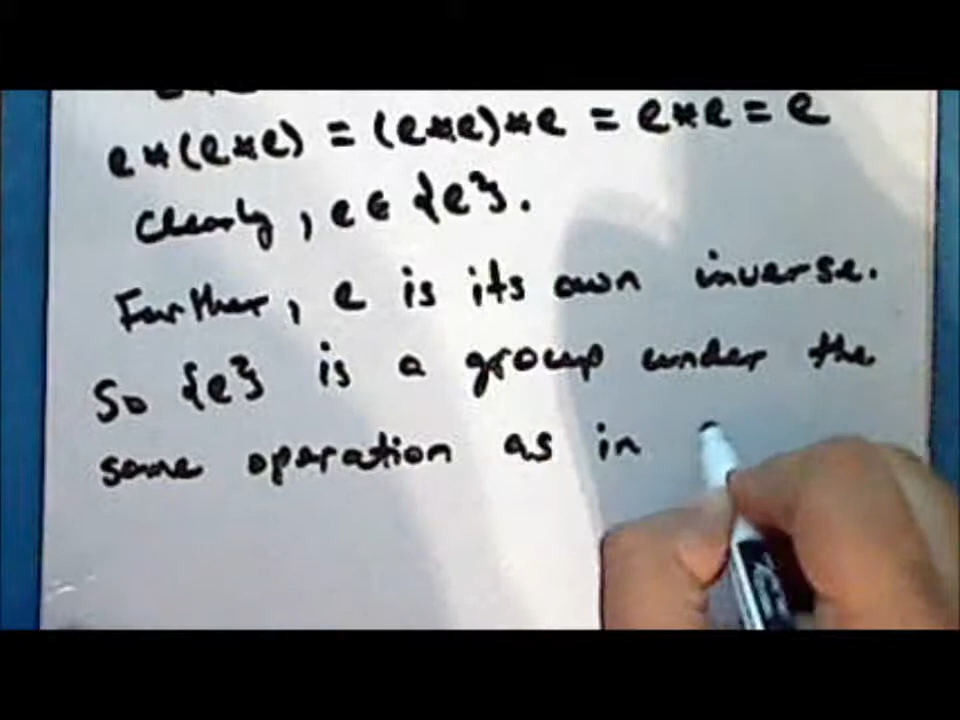 e*(e*e) = (e*e)*e = e*e = e
Clearly, e∈ {e}.
Further, e is its own inverse.
So {e} is a group under the
same operation as in